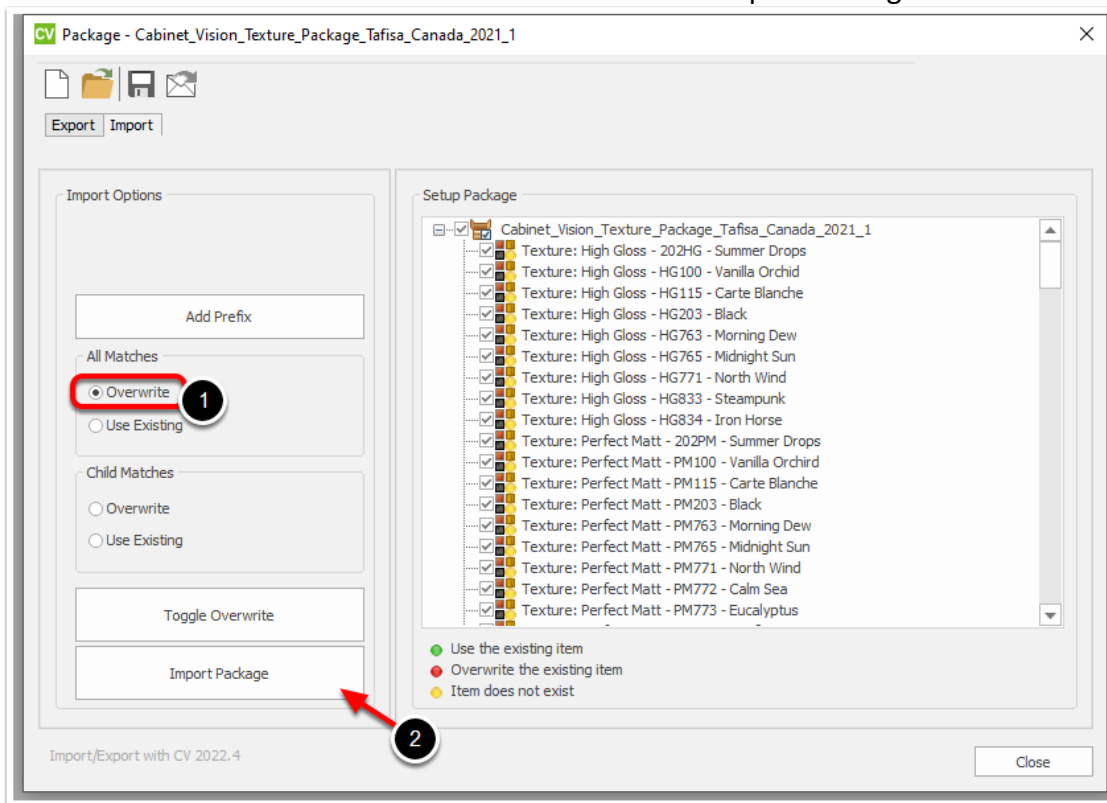 CV Package - Cabinet_Vision_Texture_Package_Tafisa_Canada_2021_1
Export Import
Import Options
Add Prefix
All Matches
Overwrite
1
Use Existing
Child Matches
Overwrite
Use Existing
Toggle Overwrite
Import Package
2
Setup Package
Cabinet_Vision_Texture_Package_Tafisa_Canada_2021_1
Texture: High Gloss - 202HG - Summer Drops
Texture: High Gloss - HG100 - Vanilla Orchid
Texture: High Gloss - HG115 - Carte Blanche
Texture: High Gloss - HG203 - Black
Texture: High Gloss - HG763 - Morning Dew
Texture: High Gloss - HG765 - Midnight Sun
Texture: High Gloss - HG771 - North Wind
Texture: High Gloss - HG833 - Steampunk
Texture: High Gloss - HG834 - Iron Horse
Texture: Perfect Matt - 202PM - Summer Drops
Texture: Perfect Matt - PM100 - Vanilla Orchird
Texture: Perfect Matt - PM115 - Carte Blanche
Texture: Perfect Matt - PM203 - Black
Texture: Perfect Matt - PM763 - Morning Dew
Texture: Perfect Matt - PM765 - Midnight Sun
Texture: Perfect Matt - PM771 - North Wind
Texture: Perfect Matt - PM772 - Calm Sea
Texture: Perfect Matt - PM773 - Eucalyptus
Use the existing item
Overwrite the existing item
Item does not exist
Import/Export with CV 2022.4
Close